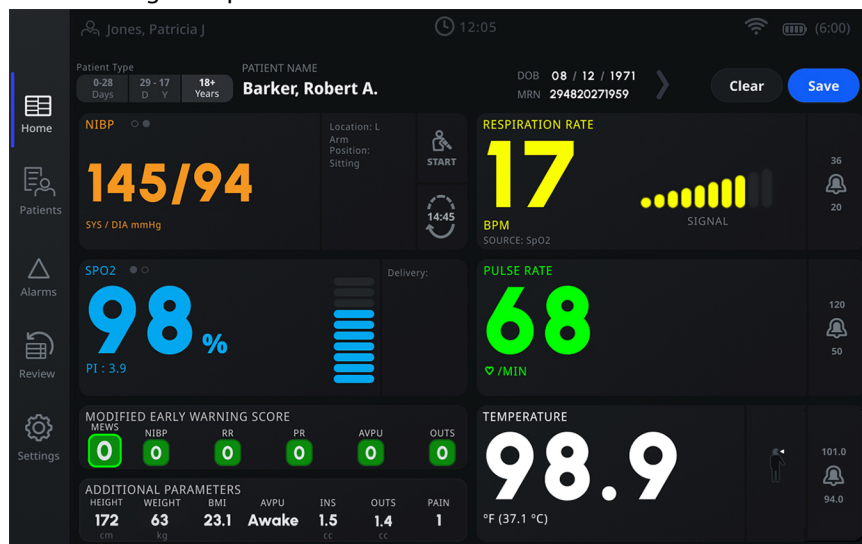 Jones, Patricia J
12:05
(6:00)
Patient Type
0-28 Days
29 - 17 D Y
18+ Years
PATIENT NAME
Barker, Robert A.
DOB 08 / 12 / 1971
MRN 294820271959
Clear
Save
Home
Patients
Alarms
Review
Settings
NIBP
145/94
SYS / DIA mmHg
Location: L
Arm
Position:
Sitting
START
14:45
RESPIRATION RATE
17
BPM
SOURCE: SpO2
SIGNAL
36
20
SPO2
98 %
PI : 3.9
Delivery:
PULSE RATE
68
/MIN
120
50
MODIFIED EARLY WARNING SCORE
MEWS NIBP RR PR AVPU OUTS
0 0 0 0 0 0
ADDITIONAL PARAMETERS
HEIGHT WEIGHT BMI AVPU INS OUTS PAIN
172 63 23.1 Awake 1.5 1.4 1
cm kg cc cc
TEMPERATURE
98.9
°F (37.1 °C)
101.0
94.0